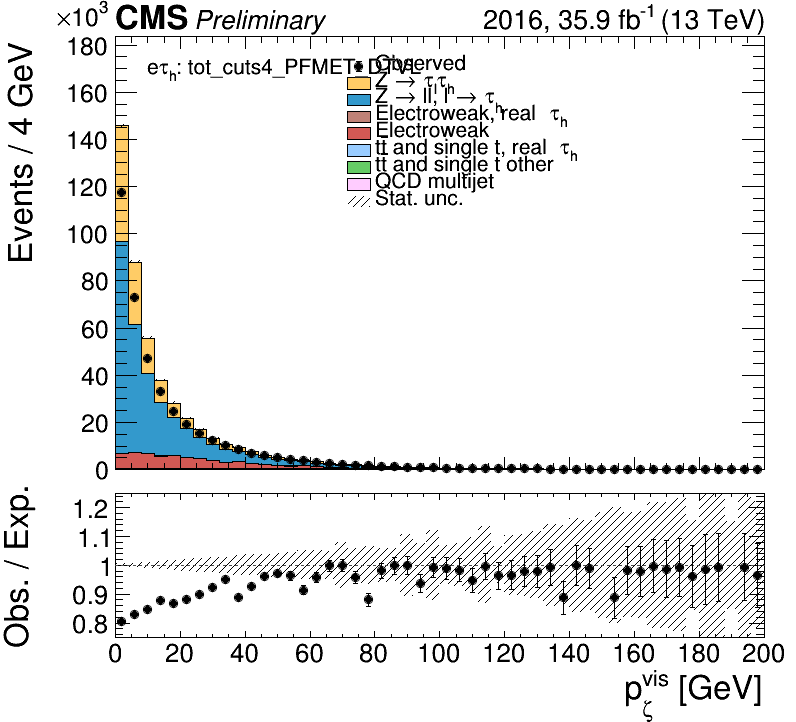 ×10³ CMS Preliminary 2016, 35.9 fb⁻¹ (13 TeV)
eτh: tot_cuts4_PFMET
Observed
Z → τlτh
Z → ll, l → τh
Electroweak, real τh
Electroweak
tt̄ and single t, real τh
tt̄ and single t other
QCD multijet
Stat. unc.
Events / 4 GeV
180
160
140
120
100
80
60
40
20
0
Obs. / Exp.
1.2
1.1
1
0.9
0.8
0 20 40 60 80 100 120 140 160 180 200
pζ^vis [GeV]